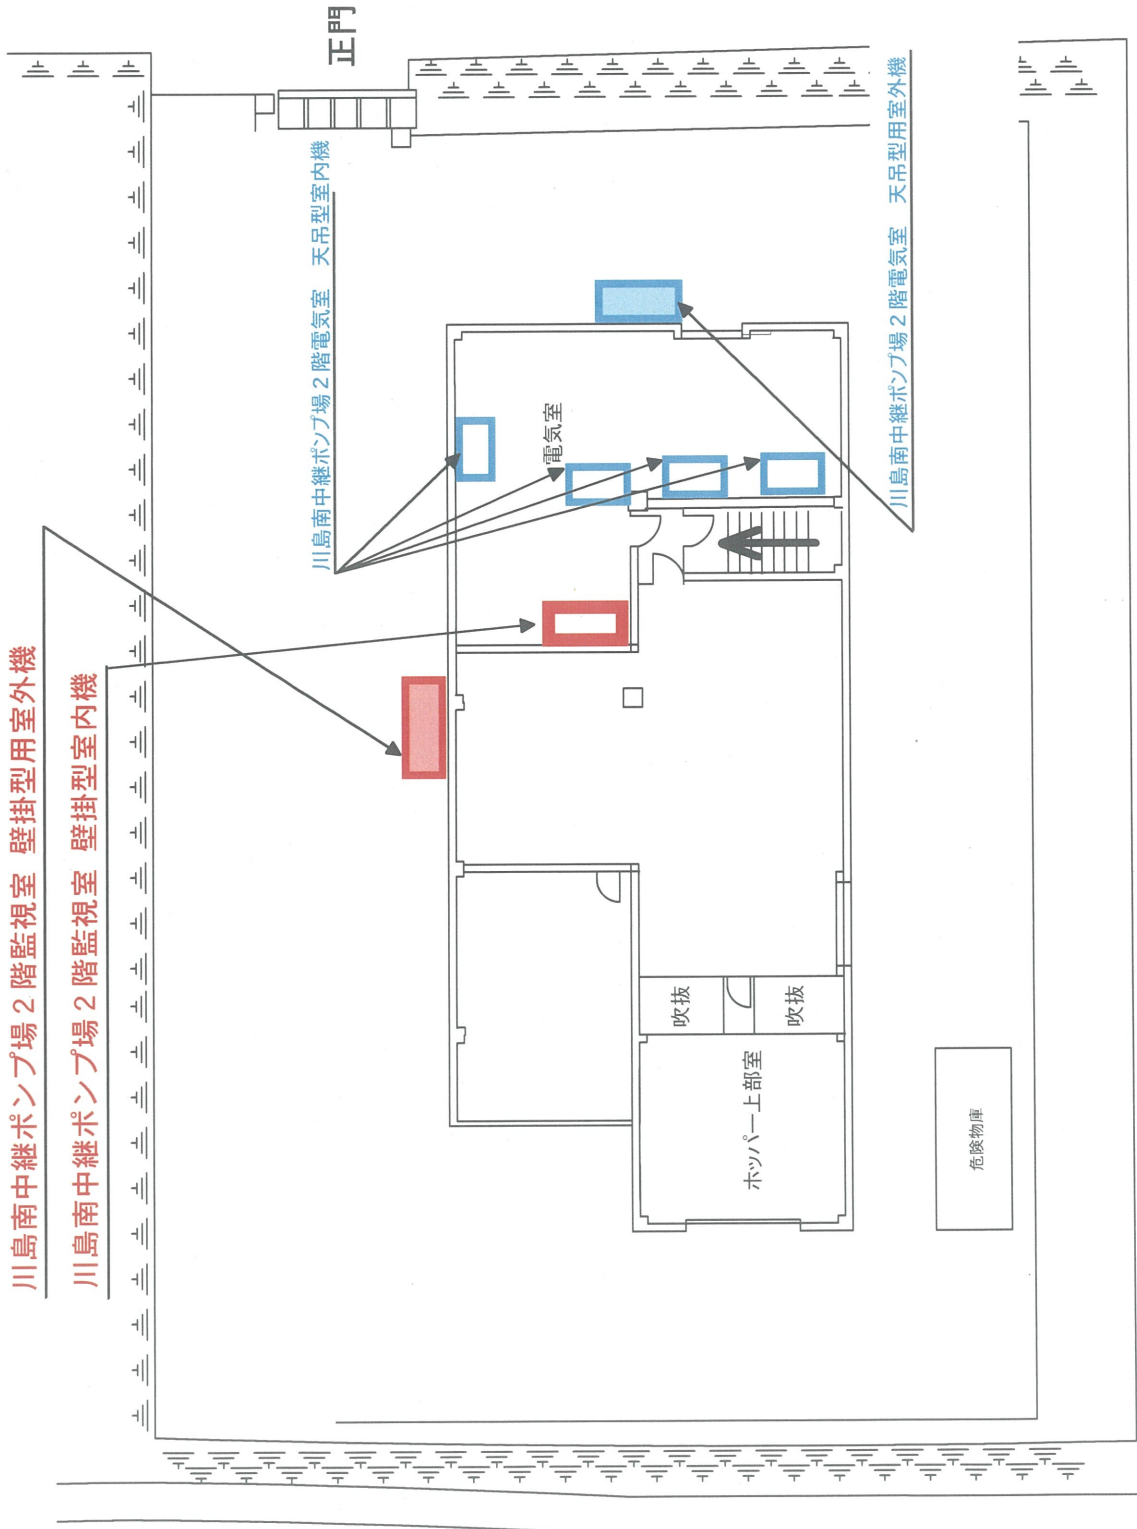 川島南中継ポンプ場２階監視室 壁掛型用室外機
川島南中継ポンプ場２階監視室 壁掛型室内機
川島南中継ポンプ場２階電気室 天吊型室内機
正門
電気室
川島南中継ポンプ場２階電気室 天吊型用室外機
吹抜
吹抜
ホッパー上部室
危険物庫